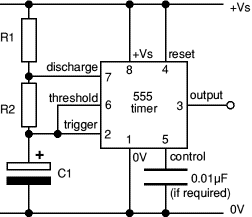 +Vs
R1
+Vs
reset
discharge
8
4
7
R2
threshold
555
output
6
timer
3
trigger
2
1
5
+
0V
control
C1
0.01µF
(if required)
0V